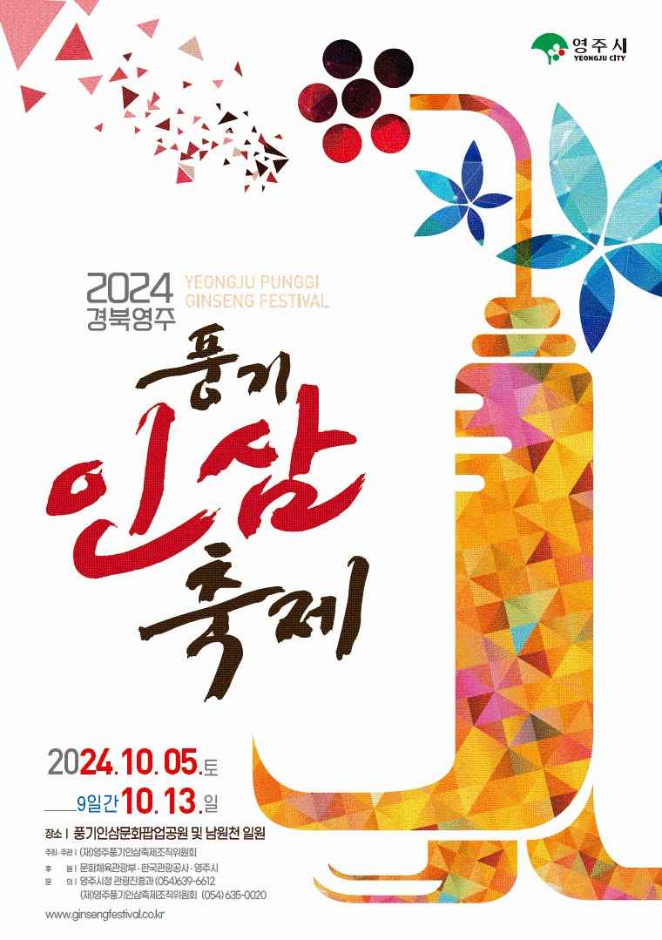 영주시
YEONGJU CITY
2024
경북영주
YEONGJU PUNGGI
GINSENG FESTIVAL
풍기
인삼
축제
2024.10.05.토
9일간 10.13.일
장소 | 풍기인삼문화팝업공원 및 남원천 일원
주최·주관 | (재)영주풍기인삼축제조직위원회
후 원 | 문화체육관광부·한국관광공사·영주시
문 의 | 영주시청 관광진흥과 (054)639-6612
(재)영주풍기인삼축제조직위원회 (054) 635-0020
www.ginsengfestival.co.kr